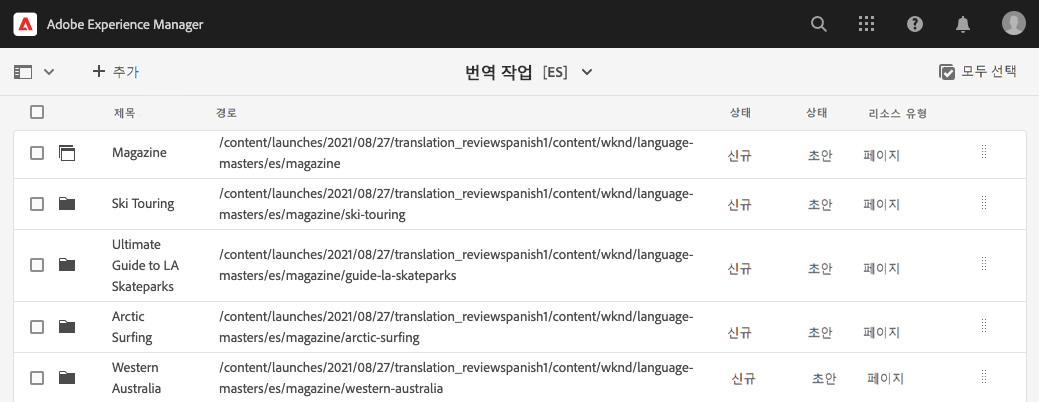 Adobe Experience Manager
추가 번역 작업 [ES] 모두 선택
제목 경로 상태 상태 리소스 유형
Magazine /content/launches/2021/08/27/translation_reviewspanish1/content/wknd/language-
masters/es/magazine 신규 초안 페이지
Ski Touring /content/launches/2021/08/27/translation_reviewspanish1/content/wknd/language-
masters/es/magazine/ski-touring 신규 초안 페이지
Ultimate
Guide to LA
Skateparks /content/launches/2021/08/27/translation_reviewspanish1/content/wknd/language-
masters/es/magazine/guide-la-skateparks 신규 초안 페이지
Arctic
Surfing /content/launches/2021/08/27/translation_reviewspanish1/content/wknd/language-
masters/es/magazine/arctic-surfing 신규 초안 페이지
Western
Australia /content/launches/2021/08/27/translation_reviewspanish1/content/wknd/language-
masters/es/magazine/western-australia 신규 초안 페이지